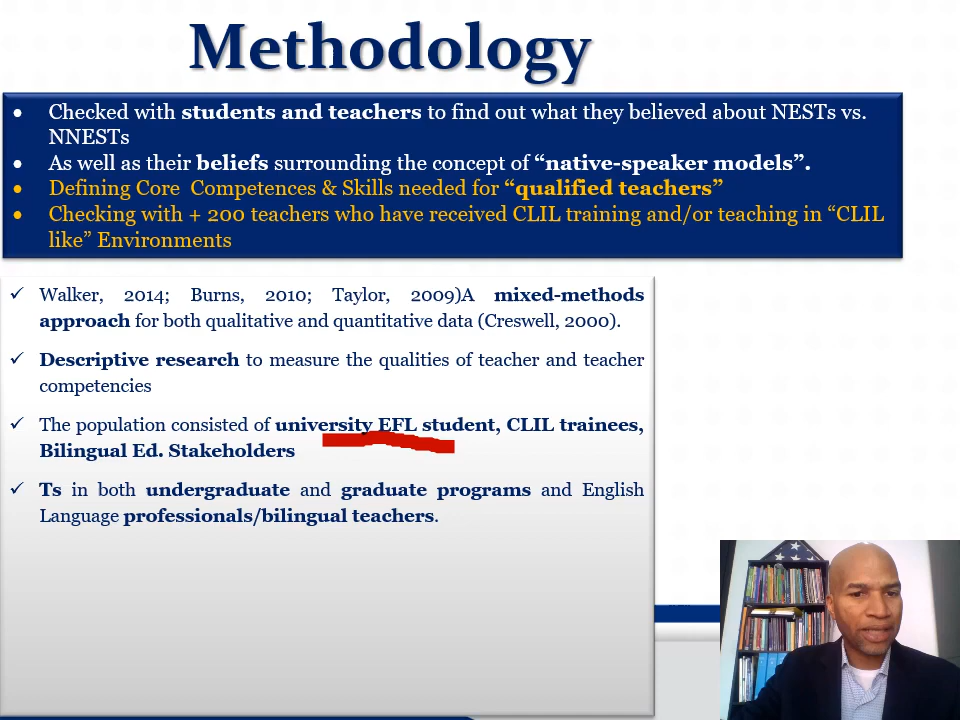 Methodology
• Checked with students and teachers to find out what they believed about NESTs vs.
NNESTs
• As well as their beliefs surrounding the concept of “native-speaker models”.
• Defining Core Competences & Skills needed for “qualified teachers”
• Checking with + 200 teachers who have received CLIL training and/or teaching in “CLIL
like” Environments
✓ Walker, 2014; Burns, 2010; Taylor, 2009)A mixed-methods
approach for both qualitative and quantitative data (Creswell, 2000).
✓ Descriptive research to measure the qualities of teacher and teacher
competencies
✓ The population consisted of university EFL student, CLIL trainees,
Bilingual Ed. Stakeholders
✓ Ts in both undergraduate and graduate programs and English
Language professionals/bilingual teachers.